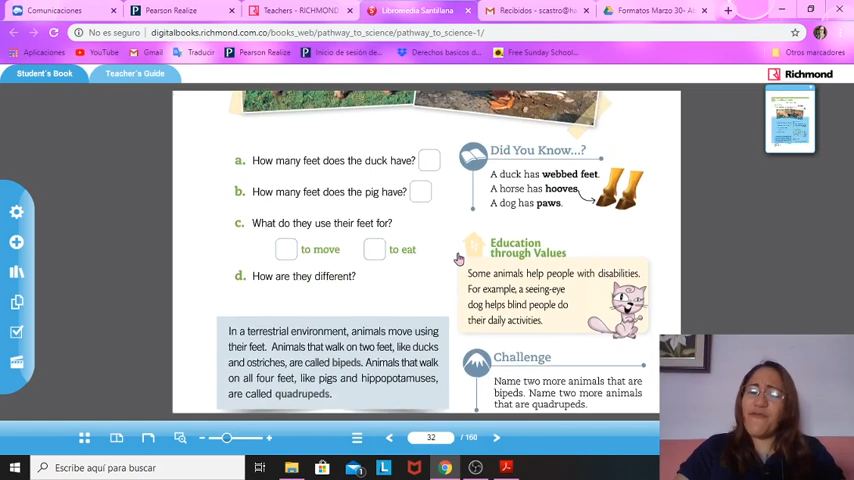 Comunicaciones
Pearson Realize
Teachers - RICHMOND
Libromedia Santillana
Recibidos - scastro@ha
Formatos Marzo 30- Ab
No es seguro
digitalbooks.richmond.com.co/books_web/pathway_to_science/pathway_to_science-1/
Aplicaciones
YouTube
Gmail
Traducir
Pearson Realize
Inicio de sesión de...
Derechos basicos d...
Free Sunday School...
Otros marcadores
Student's Book
Teacher's Guide
Richmond
a. How many feet does the duck have?
b. How many feet does the pig have?
c. What do they use their feet for?
to move
to eat
d. How are they different?
In a terrestrial environment, animals move using
their feet. Animals that walk on two feet, like ducks
and ostriches, are called bipeds. Animals that walk
on all four feet, like pigs and hippopotamuses,
are called quadrupeds.
Did You Know...?
A duck has webbed feet.
A horse has hooves.
A dog has paws.
Education
through Values
Some animals help people with disabilities.
For example, a seeing-eye
dog helps blind people do
their daily activities.
Challenge
Name two more animals that are
bipeds. Name two more animals
that are quadrupeds.
32
/ 160
Escribe aquí para buscar